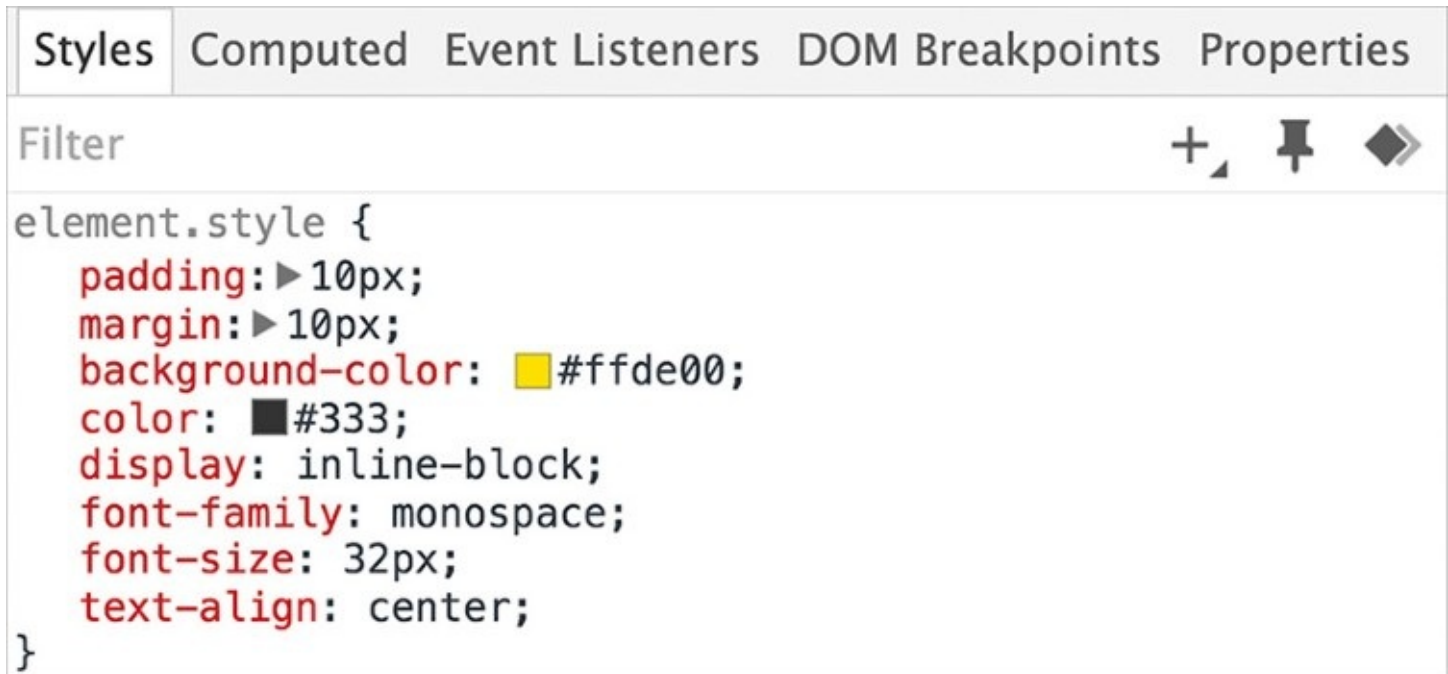 Styles Computed Event Listeners DOM Breakpoints Properties
Filter
element.style {
padding: 10px;
margin: 10px;
background-color: #ffde00;
color: #333;
display: inline-block;
font-family: monospace;
font-size: 32px;
text-align: center;
}